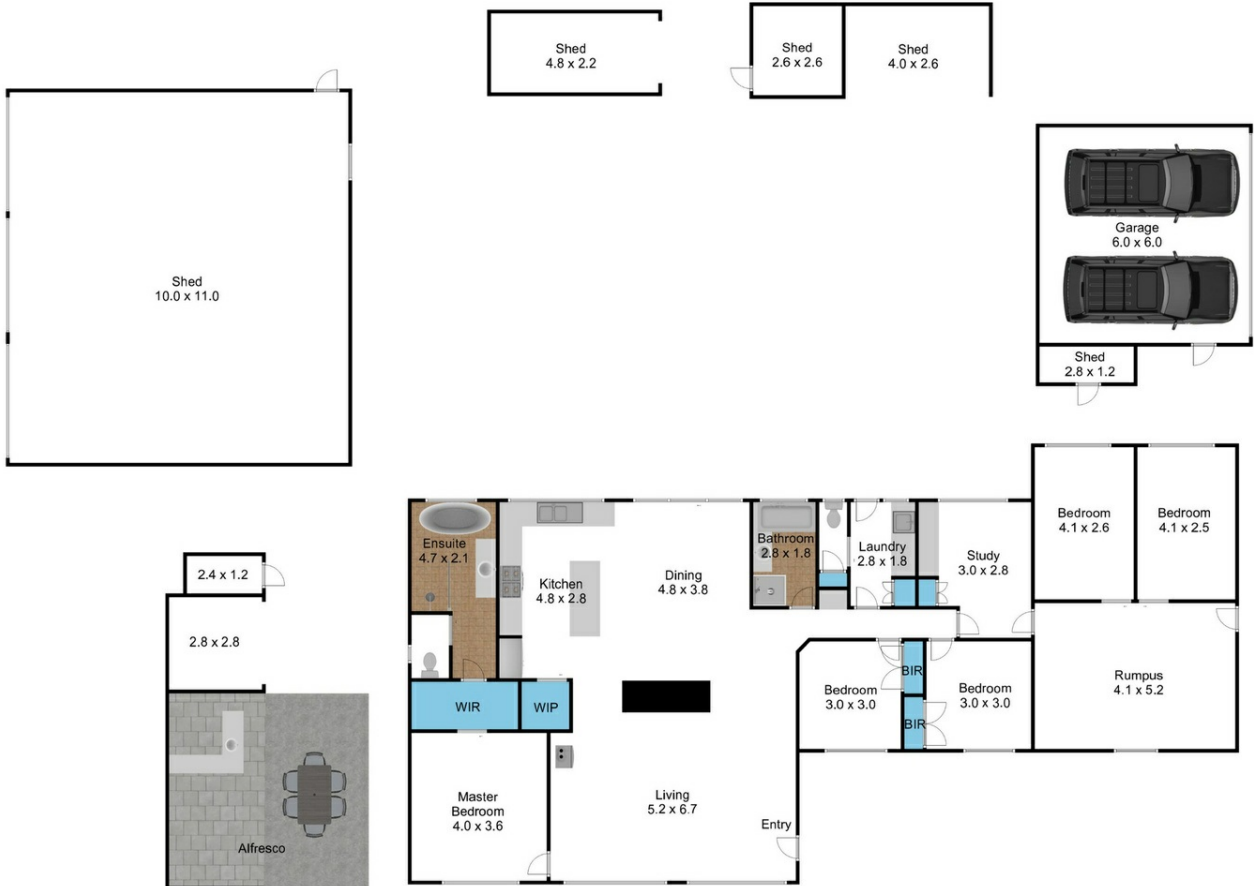 Shed
4.8 x 2.2
Shed
2.6 x 2.6
Shed
4.0 x 2.6
Shed
10.0 x 11.0
Garage
6.0 x 6.0
Shed
2.8 x 1.2
Ensuite
4.7 x 2.1
Kitchen
4.8 x 2.8
Dining
4.8 x 3.8
Bathroom
2.8 x 1.8
Laundry
2.8 x 1.8
Study
3.0 x 2.8
Bedroom
4.1 x 2.6
Bedroom
4.1 x 2.5
2.4 x 1.2
2.8 x 2.8
WIR
WIP
Bedroom
3.0 x 3.0
BIR
BIR
Bedroom
3.0 x 3.0
Rumpus
4.1 x 5.2
Master
Bedroom
4.0 x 3.6
Living
5.2 x 6.7
Entry
Alfresco